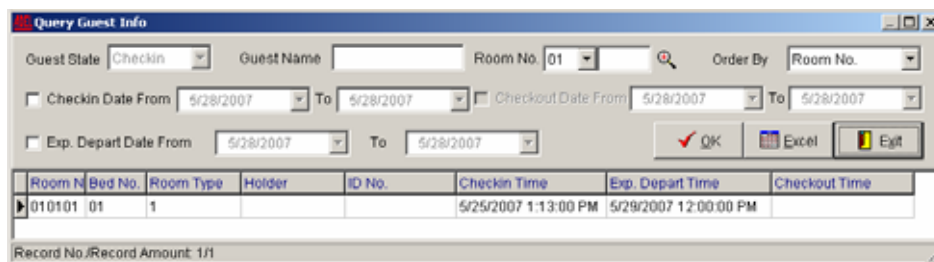 Query Guest Info
Guest State Checkin Guest Name Room No. 01 Order By Room No.
Checkin Date From 5/28/2007 To 5/28/2007 Checkout Date From 5/28/2007 To 5/28/2007
Exp. Depart Date From 5/28/2007 To 5/28/2007 OK Excel Exit
Room N Bed No. Room Type Holder ID No. Checkin Time Exp. Depart Time Checkout Time
010101 01 1 5/25/2007 1:13:00 PM 5/29/2007 12:00:00 PM
Record No./Record Amount: 1/1